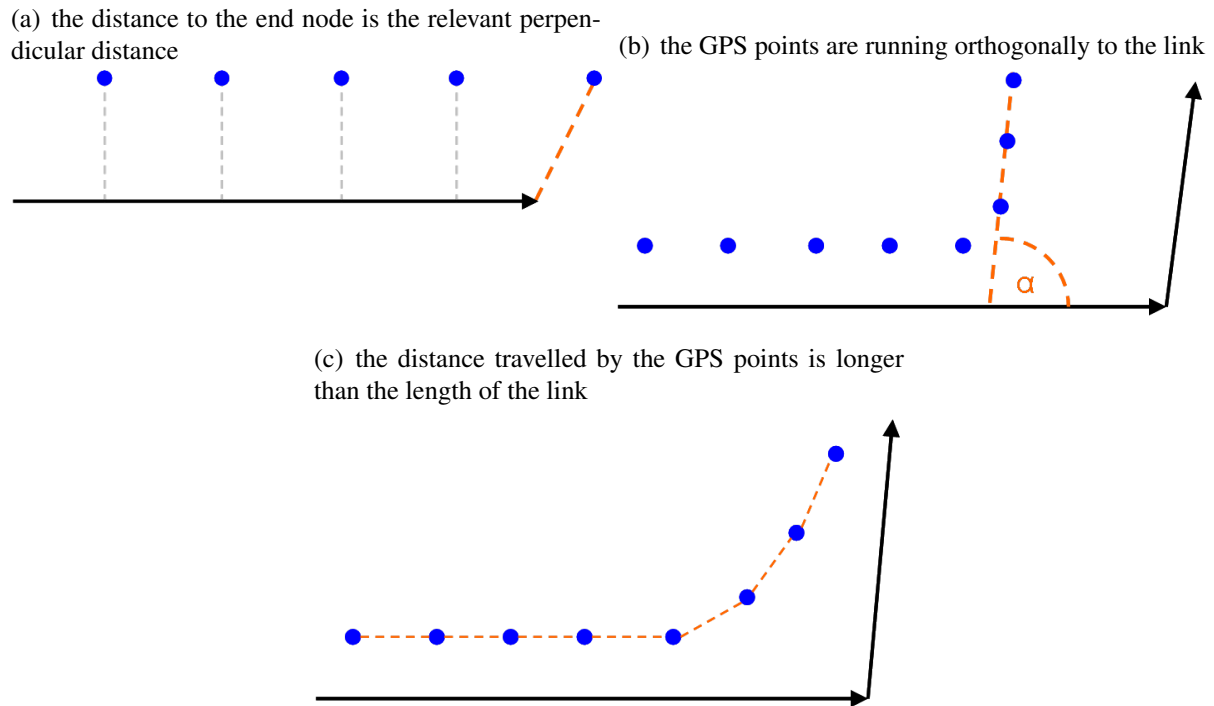 (a) the distance to the end node is the relevant perpen-
dicular distance
(b) the GPS points are running orthogonally to the link
α
(c) the distance travelled by the GPS points is longer
than the length of the link